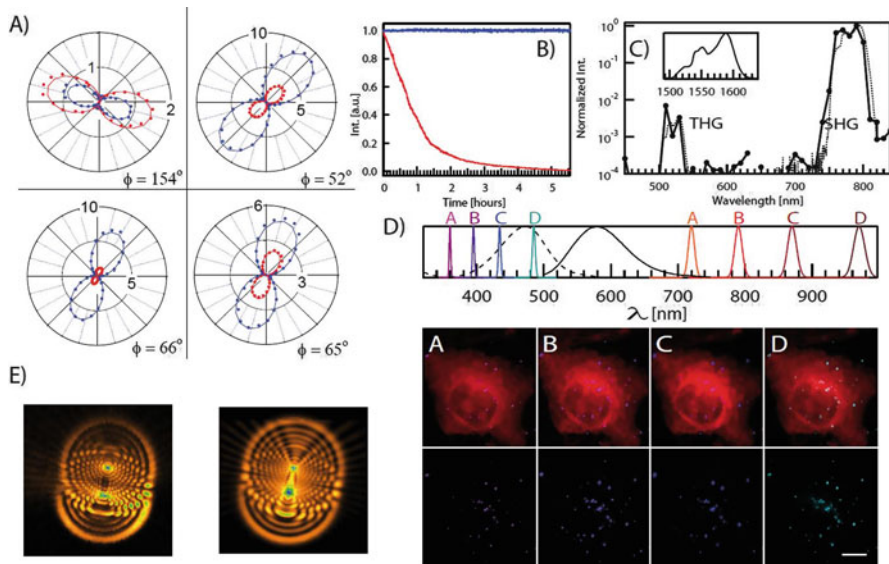 A)
1
2
ϕ = 154°
10
5
ϕ = 52°
10
5
ϕ = 66°
6
3
ϕ = 65°
B)
1.0
0.8
0.6
0.4
0.2
0.0
Int. [a.u.]
0 1 2 3 4 5
Time [hours]
C)
10⁰
10⁻¹
10⁻²
10⁻³
10⁻⁴
Normalized Int.
1500 1550 1600
THG
SHG
500 600 700 800
Wavelength [nm]
D)
A B C D A B C D
400 500 600 700 800 900
λ [nm]
A B C D
E)